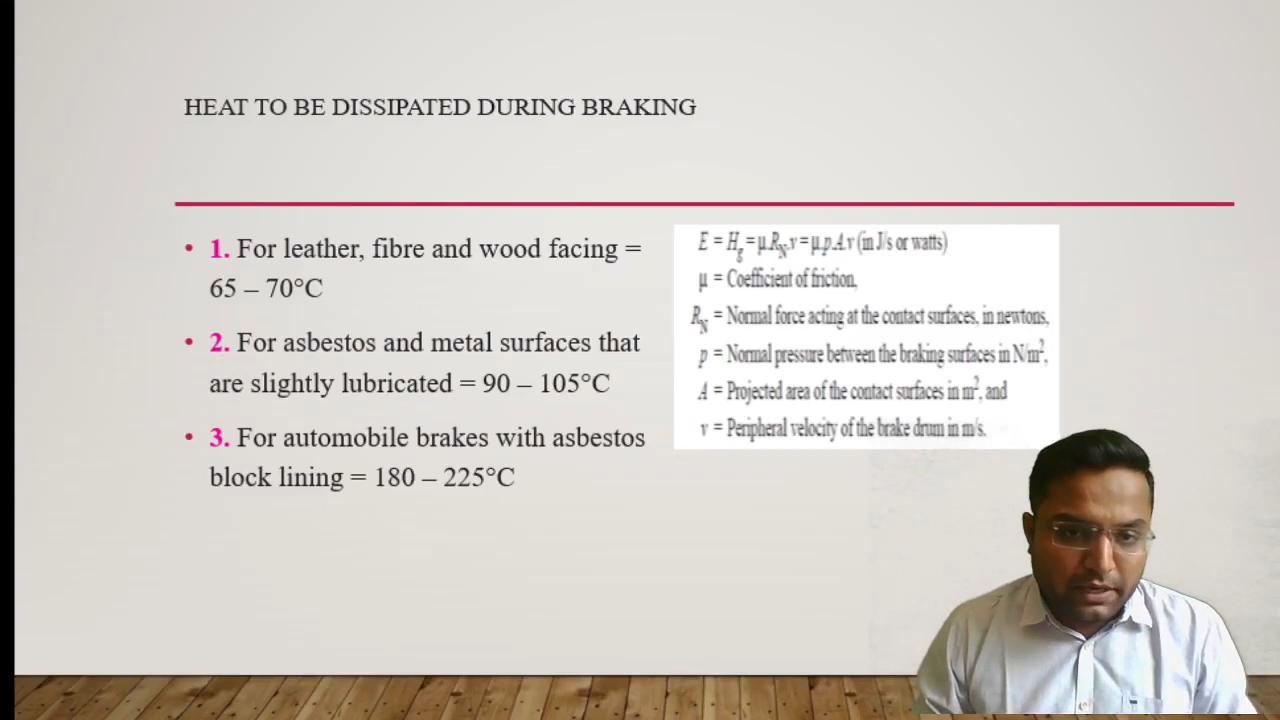 HEAT TO BE DISSIPATED DURING BRAKING
• 1. For leather, fibre and wood facing =
65 – 70°C
• 2. For asbestos and metal surfaces that
are slightly lubricated = 90 – 105°C
• 3. For automobile brakes with asbestos
block lining = 180 – 225°C
E = H_g = μ.R_N.v = μ.p.A.v (in J/s or watts)
μ = Coefficient of friction,
R_N = Normal force acting at the contact surfaces, in newtons,
p = Normal pressure between the braking surfaces in N/m²,
A = Projected area of the contact surfaces in m², and
v = Peripheral velocity of the brake drum in m/s.